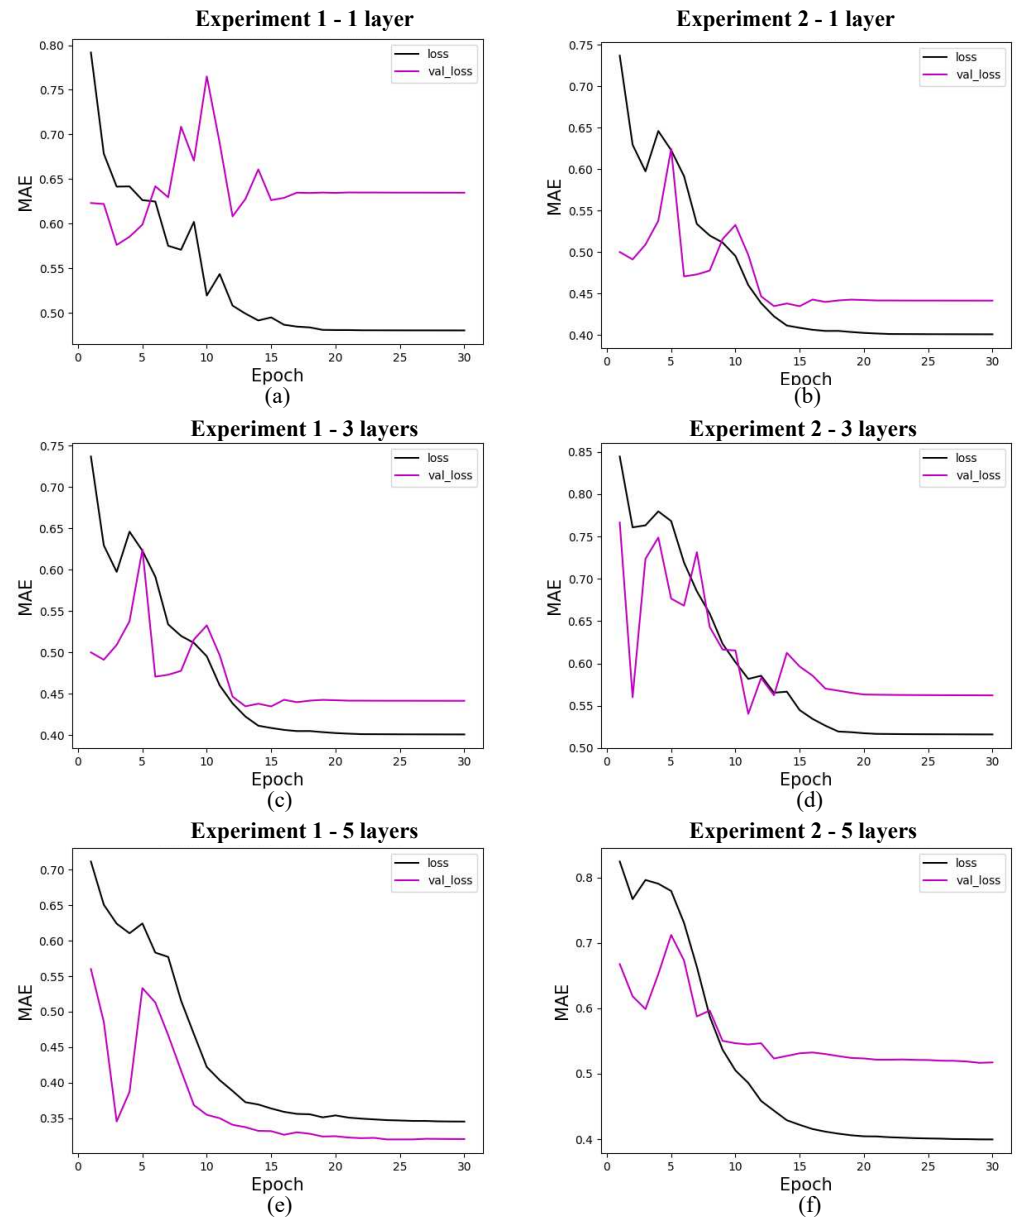 Experiment 1 - 1 layer
0.80
0.75
0.70
0.65
0.60
0.55
0.50
MAE
loss
val_loss
0 5 10 15 20 25 30
Epoch
(a)
Experiment 2 - 1 layer
0.75
0.70
0.65
0.60
0.55
0.50
0.45
0.40
MAE
loss
val_loss
0 5 10 15 20 25 30
Epoch
(b)
Experiment 1 - 3 layers
0.75
0.70
0.65
0.60
0.55
0.50
0.45
0.40
MAE
loss
val_loss
0 5 10 15 20 25 30
Epoch
(c)
Experiment 2 - 3 layers
0.85
0.80
0.75
0.70
0.65
0.60
0.55
0.50
MAE
loss
val_loss
0 5 10 15 20 25 30
Epoch
(d)
Experiment 1 - 5 layers
0.70
0.65
0.60
0.55
0.50
0.45
0.40
0.35
MAE
loss
val_loss
0 5 10 15 20 25 30
Epoch
(e)
Experiment 2 - 5 layers
0.8
0.7
0.6
0.5
0.4
MAE
loss
val_loss
0 5 10 15 20 25 30
Epoch
(f)